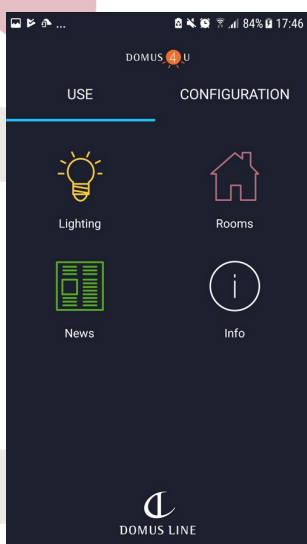 ... 84% 17:46
DOMUS 4 U
USE CONFIGURATION
Lighting Rooms
News Info
i
DOMUS LINE